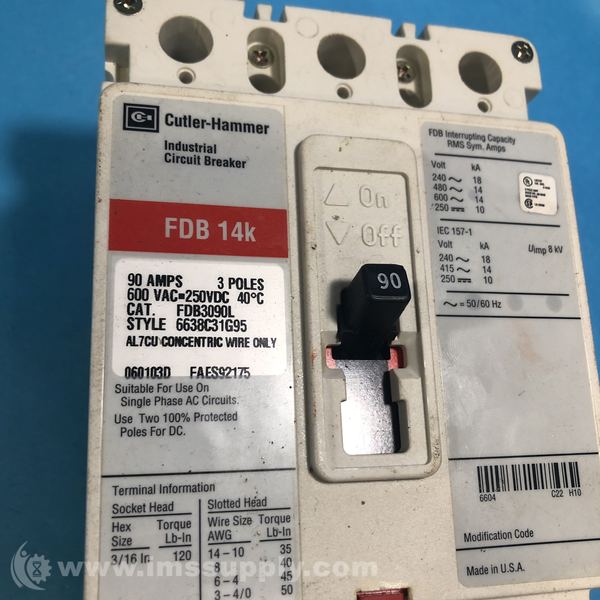 Cutler-Hammer
Industrial
Circuit Breaker
FDB 14k
90 AMPS 3 POLES
600 VAC=250VDC 40°C
CAT. FDB3090L
STYLE 6638C31G95
AL7CU CONCENTRIC WIRE ONLY
060103D FAES92175
Suitable For Use On
Single Phase AC Circuits.
Use Two 100% Protected
Poles For DC.
Terminal Information
Socket Head Slotted Head
Hex Torque Wire Size Torque
Size Lb-In AWG Lb-In
3/16 In 120 14 - 10 35
8 40
6 - 4 45
3 - 4/0 50
On
Off
90
FDB Interrupting Capacity
RMS Sym. Amps
Volt kA
240 ~ 18
480 ~ 14
600 ~ 14
250 ⎓ 10
IEC 157-1
Volt kA Uimp 8 kV
240 ~ 18
415 ~ 14
250 ⎓ 10
~ = 50/60 Hz
6604 C22 H10
Modification Code
Made in U.S.A.
www.imssupply.com